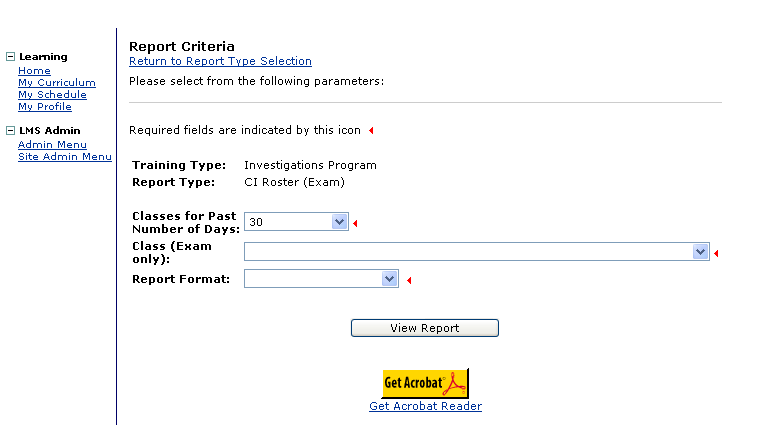 Learning
Home
My Curriculum
My Schedule
My Profile
LMS Admin
Admin Menu
Site Admin Menu
Report Criteria
Return to Report Type Selection
Please select from the following parameters:
Required fields are indicated by this icon
Training Type: Investigations Program
Report Type: CI Roster (Exam)
Classes for Past
Number of Days: 30
Class (Exam
only):
Report Format:
View Report
Get Acrobat
Get Acrobat Reader